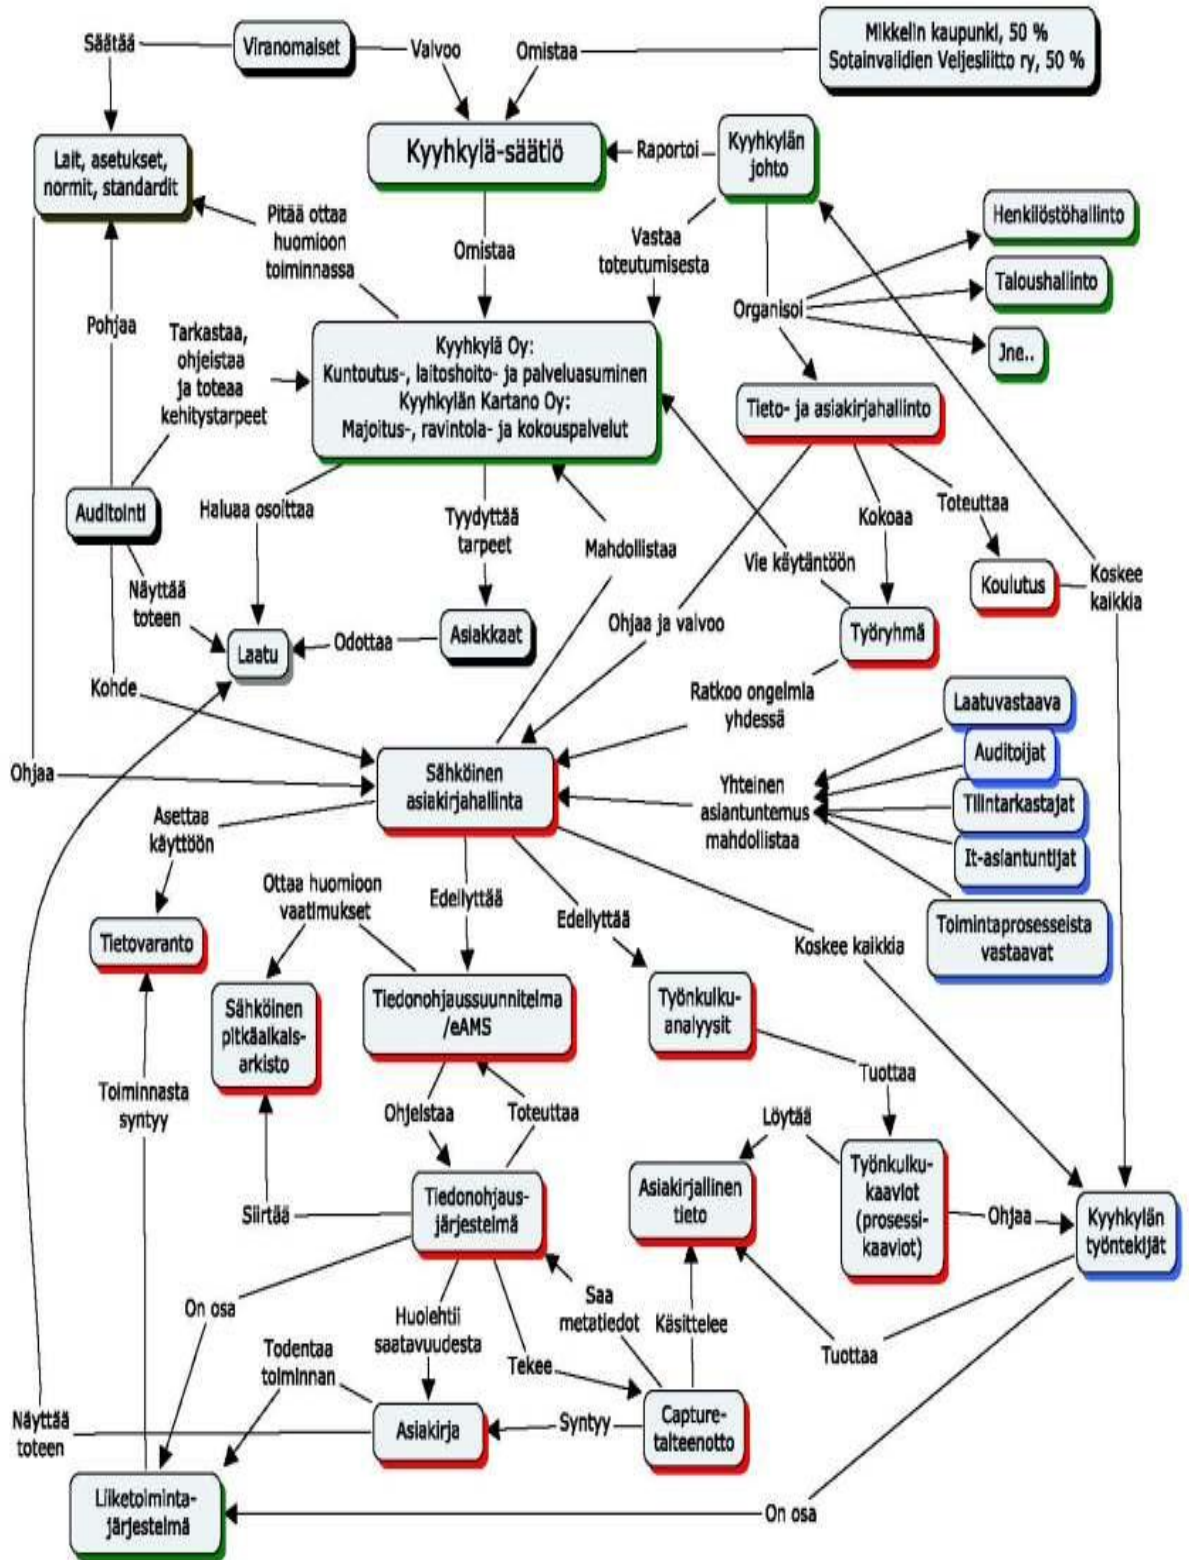 Mikkelin kaupunki, 50 %
Sotainvalidien Veljesliitto ry, 50 %
Säätää
Viranomaiset
Valvoo
Omistaa
Lait, asetukset,
normit, standardit
Kyyhkylä-säätiö
Raportoi
Kyyhkylän
johto
Pitää ottaa
huomioon
toiminnassa
Omistaa
Vastaa
toteutumisesta
Henkilöstöhallinto
Taloushallinto
Jne..
Organisoi
Pohjaa
Tarkastaa,
ohjeistaa
ja toteaa
kehitystarpeet
Kyyhkylä Oy:
Kuntoutus-, laitoshoito- ja palveluasuminen
Kyyhkylän Kartano Oy:
Majoitus-, ravintola- ja kokouspalvelut
Tieto- ja asiakirjahallinto
Auditointi
Haluaa osoittaa
Tyydyttää
tarpeet
Mahdollistaa
Kokoaa
Toteuttaa
Vie käytäntöön
Koulutus
Koskee
kaikkia
Näyttää
toteen
Laatu
Odottaa
Asiakkaat
Ohjaa ja valvoo
Työryhmä
Kohde
Ratkoo ongelmia
yhdessä
Laatuvastaava
Auditoijat
Tilintarkastajat
It-asiantuntijat
Toimintaprosesseista
vastaavat
Ohjaa
Sähköinen
asiakirjahallinta
Yhteinen
asiantuntemus
mahdollistaa
Asettaa
käyttöön
Ottaa huomioon
vaatimukset
Edellyttää
Edellyttää
Koskee kaikkia
Tietovaranto
Sähköinen
pitkäaikais-
arkisto
Tiedonohjaussuunnitelma
/eAMS
Työnkulku-
analyysit
Toiminnasta
syntyy
Ohjeistaa
Toteuttaa
Tuottaa
Löytää
Siirtää
Tiedonohjaus-
järjestelmä
Asiakirjallinen
tieto
Työnkulku-
kaaviot
(prosessi-
kaaviot)
Ohjaa
Kyyhkylän
työntekijät
On osa
Huolehtii
saatavuudesta
Saa
metatiedot
Käsittelee
Tuottaa
Todentaa
toiminnan
Tekee
Näyttää
toteen
Asiakirja
Syntyy
Capture-
talteenotto
Liiketoiminta-
järjestelmä
On osa